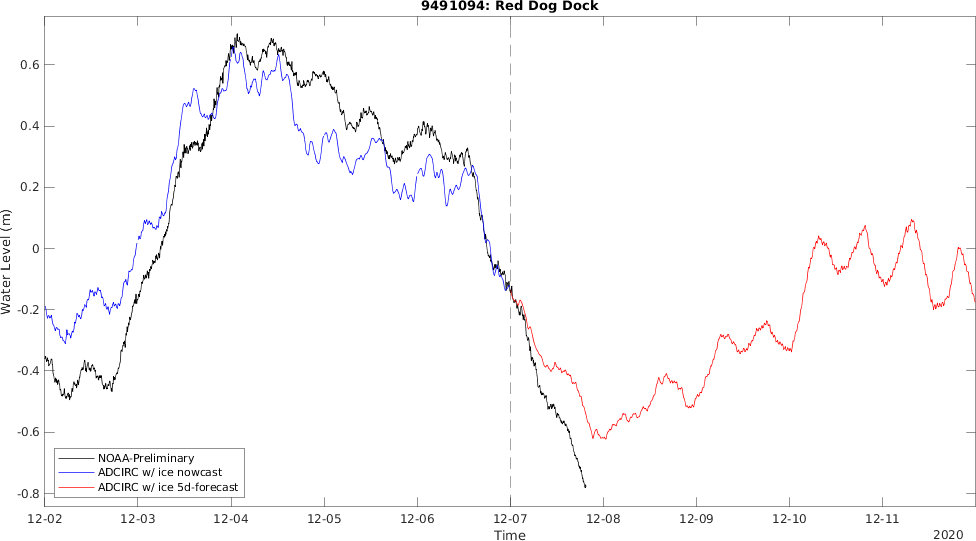 9491094: Red Dog Dock
Water Level (m)
0.6
0.4
0.2
0
-0.2
-0.4
-0.6
-0.8
NOAA-Preliminary
ADCIRC w/ ice nowcast
ADCIRC w/ ice 5d-forecast
12-02 12-03 12-04 12-05 12-06 12-07 12-08 12-09 12-10 12-11
Time
2020